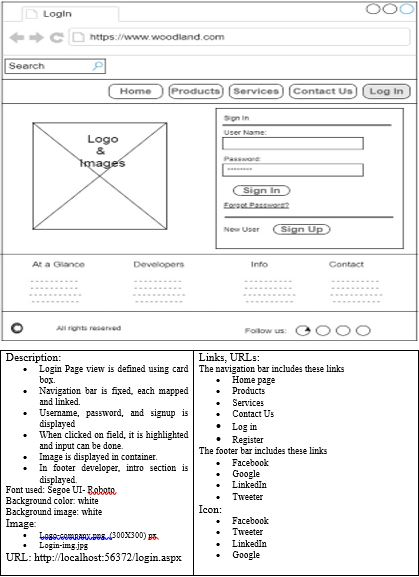 LogIn
https://www.woodland.com
Search
Home
Products
Services
Contact Us
Log In
Logo
&
Images
Sign In
User Name:
Password:
********
Sign In
Forgot Password?
New User
Sign Up
At a Glance
Developers
Info
Contact
All rights reserved
Follow us:
Description:
• Login Page view is defined using card
box.
• Navigation bar is fixed, each mapped
and linked.
• Username, password, and signup is
displayed
• When clicked on field, it is highlighted
and input can be done.
• Image is displayed in container.
• In footer developer, intro section is
displayed.
Font used: Segoe UI- Roboto
Background color: white
Background image: white
Image:
• Logo-company.png. (300X300) px
• Login-img.jpg
URL: http://localhost:56372/login.aspx
Links, URLs:
The navigation bar includes these links
• Home page
• Products
• Services
• Contact Us
• Log in
• Register
The footer bar includes these links
• Facebook
• Google
• LinkedIn
• Tweeter
Icon:
• Facebook
• Tweeter
• LinkedIn
• Google